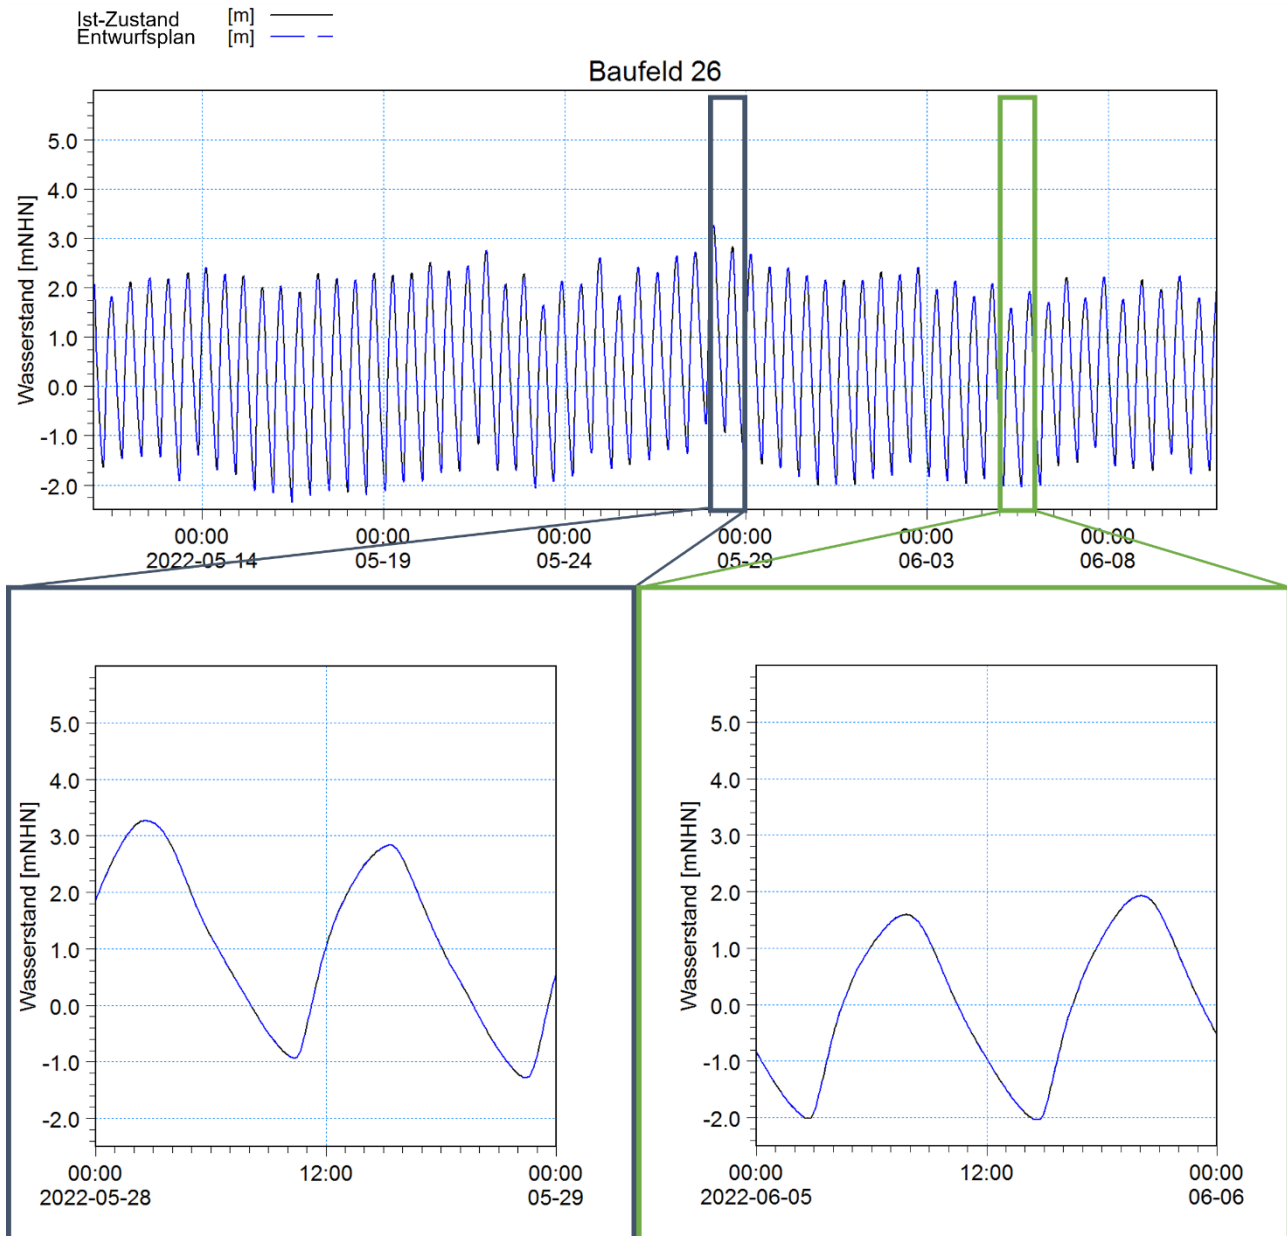 Ist-Zustand [m]
Entwurfsplan [m]
Baufeld 26
Wasserstand [mNHN]
5.0
4.0
3.0
2.0
1.0
0.0
-1.0
-2.0
00:00 00:00 00:00 00:00 00:00 00:00
2022-05-14 05-19 05-24 05-29 06-03 06-08
Wasserstand [mNHN]
5.0
4.0
3.0
2.0
1.0
0.0
-1.0
-2.0
00:00 12:00 00:00
2022-05-28 05-29
Wasserstand [mNHN]
5.0
4.0
3.0
2.0
1.0
0.0
-1.0
-2.0
00:00 12:00 00:00
2022-06-05 06-06